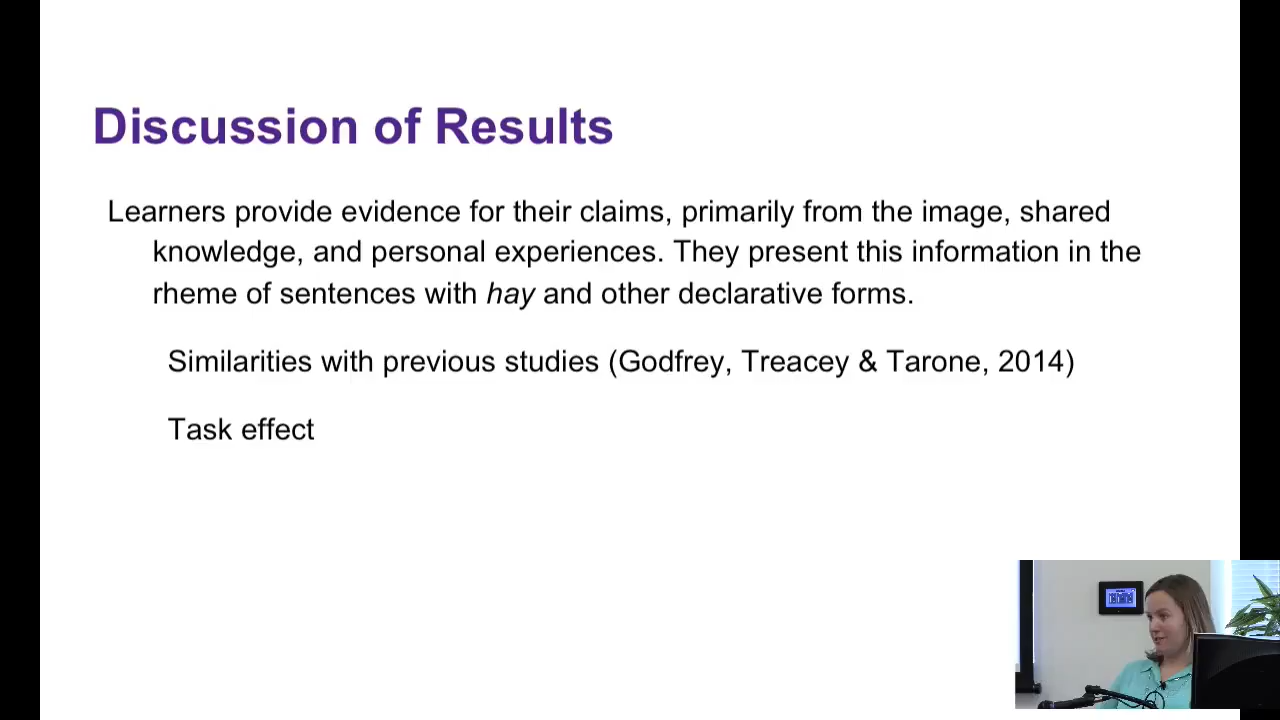 Discussion of Results
Learners provide evidence for their claims, primarily from the image, shared
knowledge, and personal experiences. They present this information in the
rheme of sentences with hay and other declarative forms.
Similarities with previous studies (Godfrey, Treacey & Tarone, 2014)
Task effect